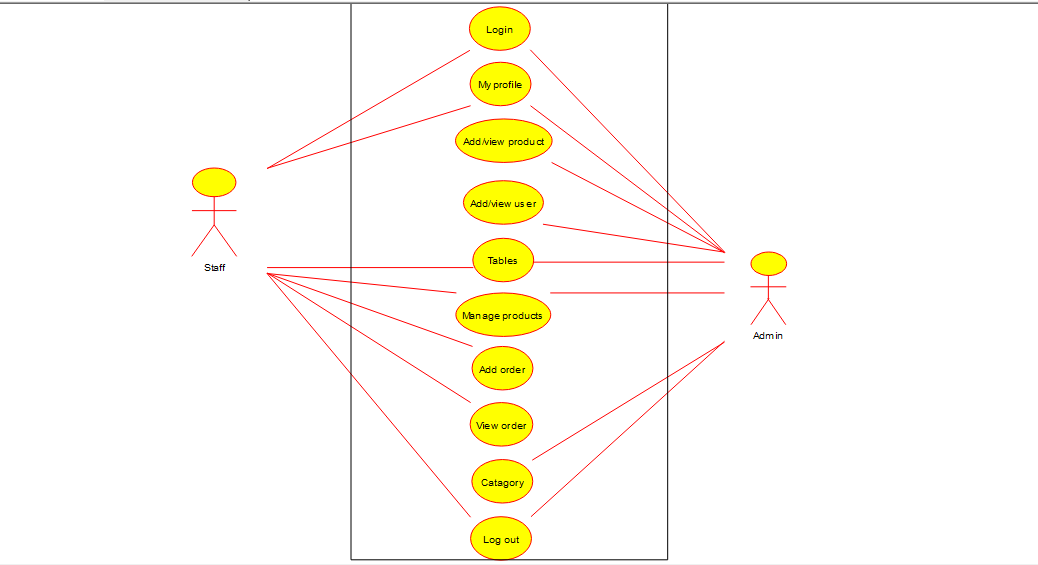 Login
My profile
Add/view product
Add/view user
Staff
Tables
Manage products
Admin
Add order
View order
Catagory
Log out